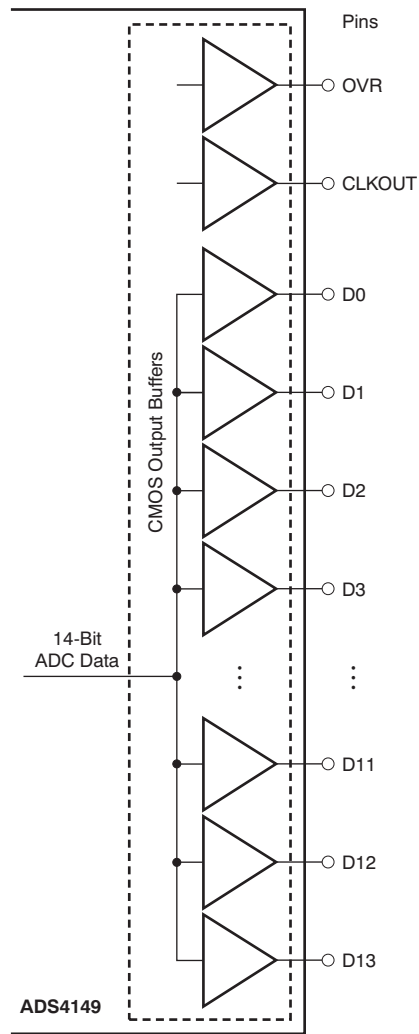 Pins
OVR
CLKOUT
D0
CMOS Output Buffers
D1
D2
D3
14-Bit
ADC Data
D11
D12
D13
ADS4149